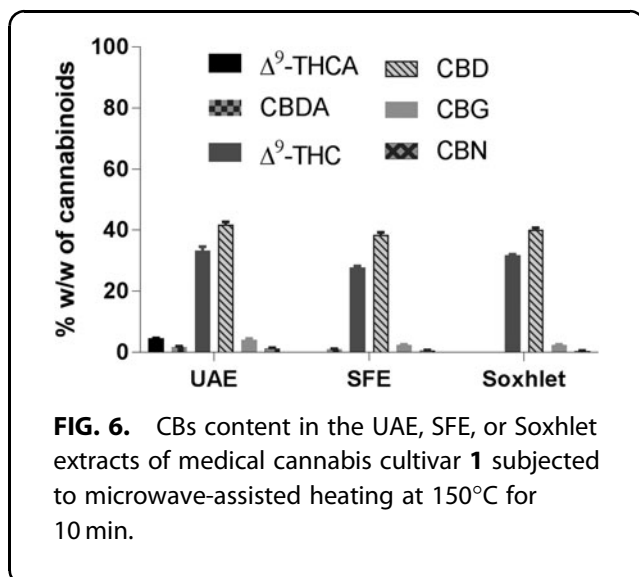 100
80
60
40
20
0
% w/w of cannabinoids
Δ⁹-THCA
CBDA
Δ⁹-THC
CBD
CBG
CBN
UAE
SFE
Soxhlet
FIG. 6. CBs content in the UAE, SFE, or Soxhlet
extracts of medical cannabis cultivar 1 subjected
to microwave-assisted heating at 150°C for
10 min.